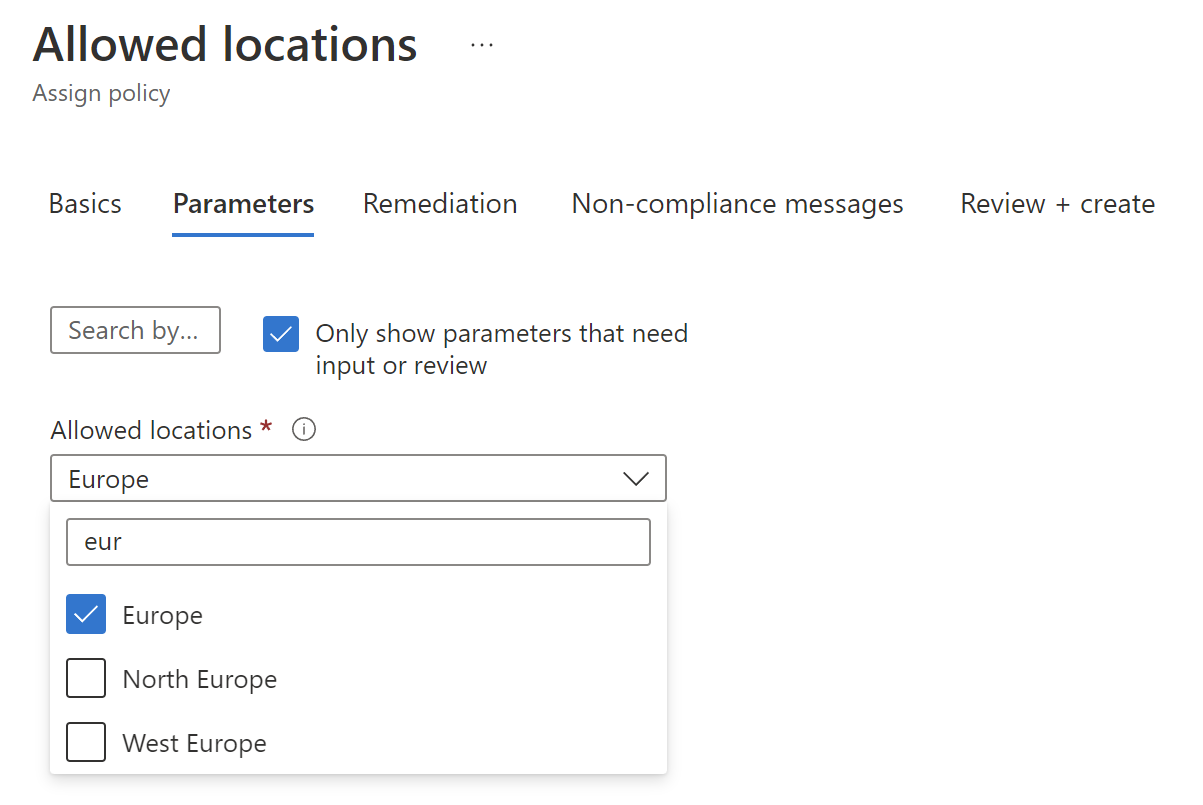 Allowed locations ...
Assign policy
Basics Parameters Remediation Non-compliance messages Review + create
Search by... Only show parameters that need
input or review
Allowed locations *
Europe
eur
Europe
North Europe
West Europe